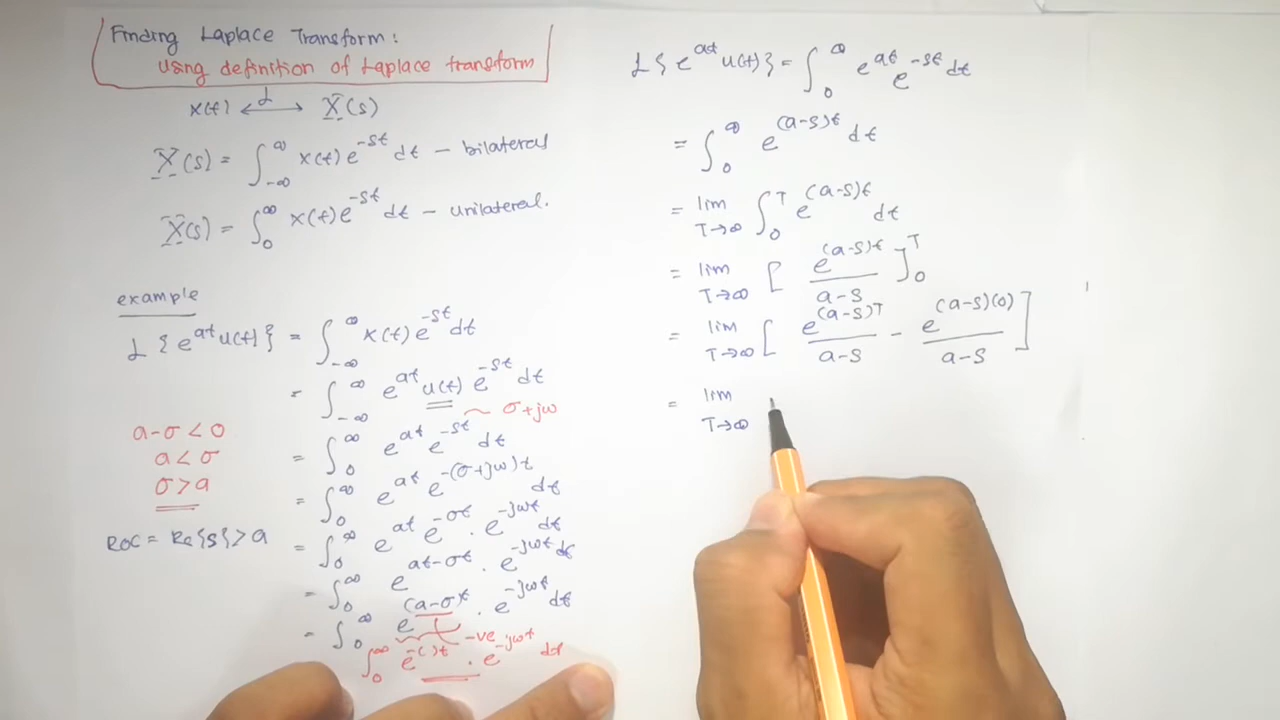 Finding Laplace Transform:
using definition of Laplace transform
x(t) ⟷ℒ X(s)
X(s) = ∫_{-∞}^{∞} x(t) e^{-st} dt – bilateral
X(s) = ∫_0^∞ x(t) e^{-st} dt – unilateral.
example
ℒ{e^{at} u(t)} = ∫_{-∞}^{∞} x(t) e^{-st} dt
= ∫_{-∞}^{∞} e^{at} u(t) e^{-st} dt
σ+jω
= ∫_0^∞ e^{at} e^{-st} dt
= ∫_0^∞ e^{at} e^{-(σ+jω)t} dt
= ∫_0^∞ e^{at} e^{-σt} . e^{-jωt} dt
= ∫_0^∞ e^{at-σt} . e^{-jωt} dt
= ∫_0^∞ e^{(a-σ)t} . e^{-jωt} dt
-ve
∫_0^∞ e^{-( )t} . e^{-jωt} dt
a-σ < 0
a < σ
σ > a
ROC = Re{s} > a
ℒ{e^{at} u(t)} = ∫_0^∞ e^{at} e^{-st} dt
= ∫_0^∞ e^{(a-s)t} dt
= lim_{T→∞} ∫_0^T e^{(a-s)t} dt
= lim_{T→∞} [ e^{(a-s)t} / (a-s) ]_0^T
= lim_{T→∞} [ e^{(a-s)T} / (a-s) - e^{(a-s)(0)} / (a-s) ]
= lim_{T→∞}